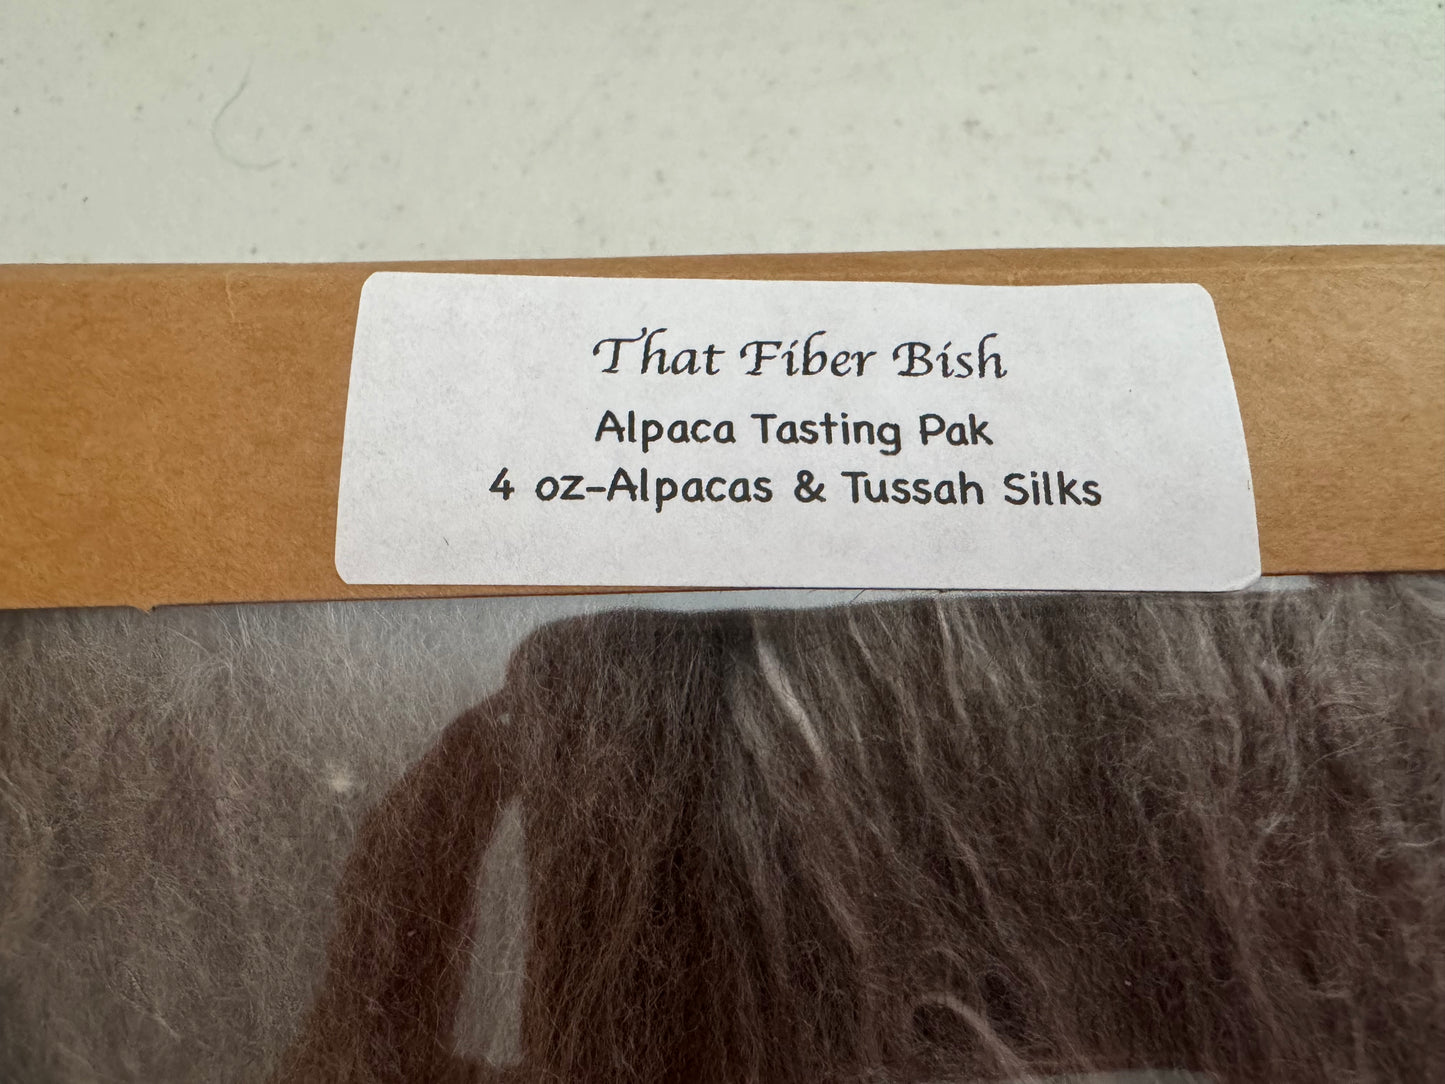 That Fiber Bish
Alpaca Tasting Pak
4 oz-Alpacas & Tussah Silks